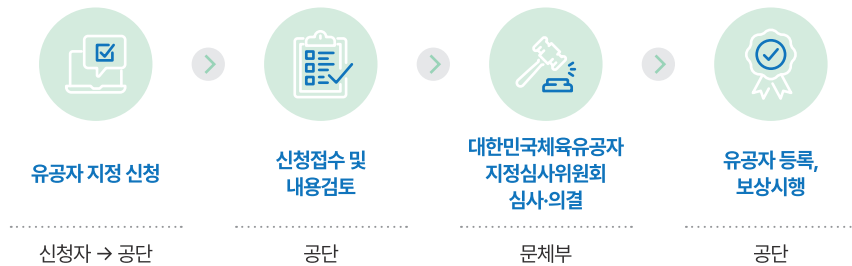 유공자 지정 신청
신청자 → 공단
신청접수 및
내용검토
공단
대한민국체육유공자
지정심사위원회
심사·의결
문체부
유공자 등록,
보상시행
공단